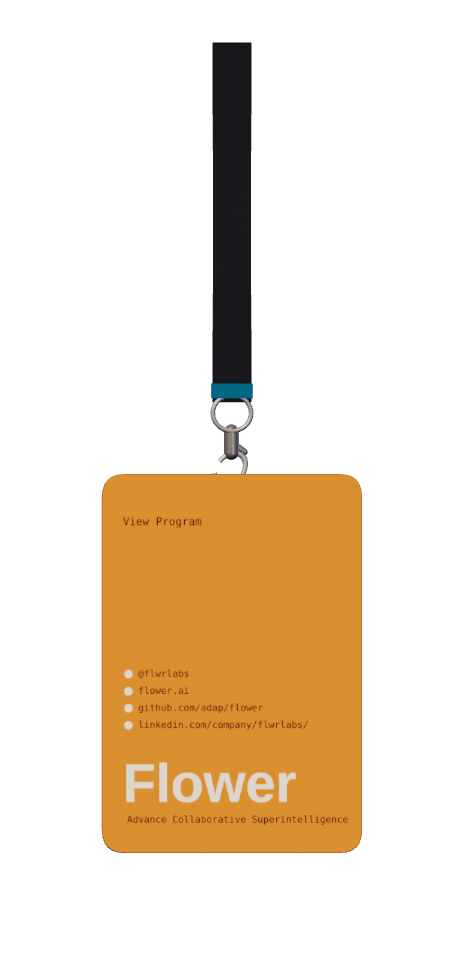 View Program
@flwrlabs
flower.ai
github.com/adap/flower
linkedin.com/company/flwrlabs/
Flower
Advance Collaborative Superintelligence